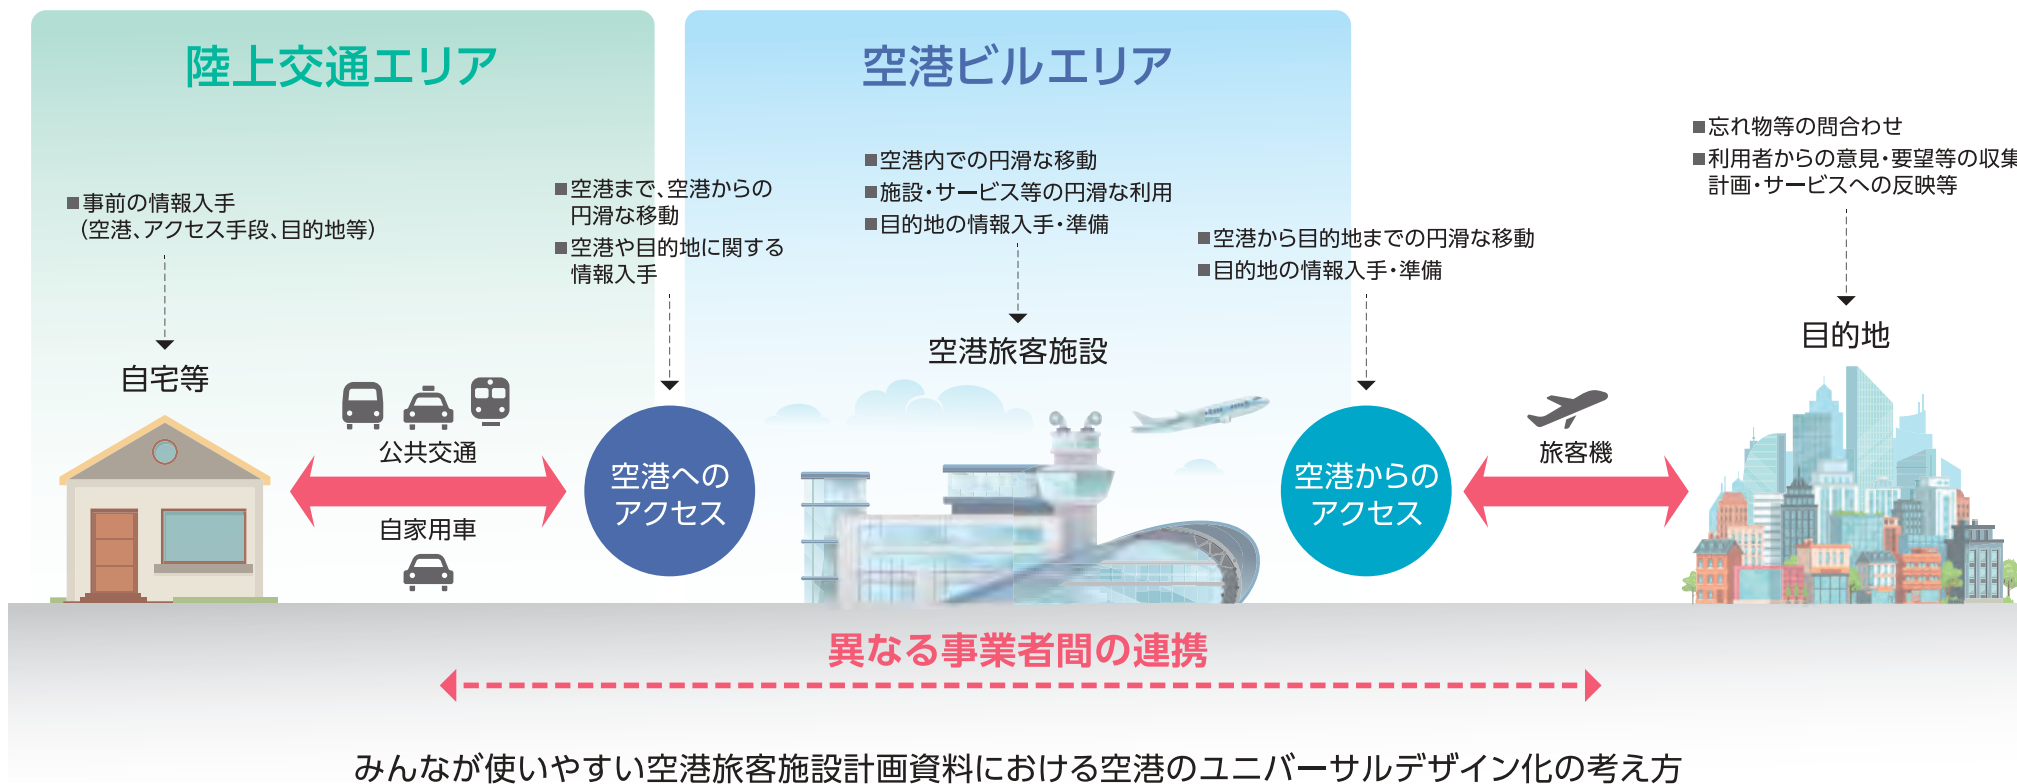 陸上交通エリア
空港ビルエリア
■事前の情報入手
（空港、アクセス手段、目的地等）
■空港まで、空港からの
円滑な移動
■空港や目的地に関する
情報入手
■空港内での円滑な移動
■施設・サービス等の円滑な利用
■目的地の情報入手・準備
■空港から目的地までの円滑な移動
■目的地の情報入手・準備
■忘れ物等の問合わせ
■利用者からの意見・要望等の収集
計画・サービスへの反映等
自宅等
公共交通
自家用車
空港への
アクセス
空港旅客施設
空港からの
アクセス
旅客機
目的地
異なる事業者間の連携
みんなが使いやすい空港旅客施設計画資料における空港のユニバーサルデザイン化の考え方